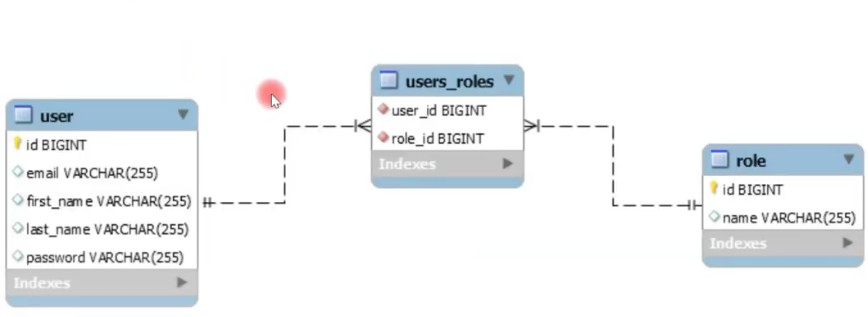 user
id BIGINT
email VARCHAR(255)
first_name VARCHAR(255)
last_name VARCHAR(255)
password VARCHAR(255)
Indexes
users_roles
user_id BIGINT
role_id BIGINT
Indexes
role
id BIGINT
name VARCHAR(255)
Indexes